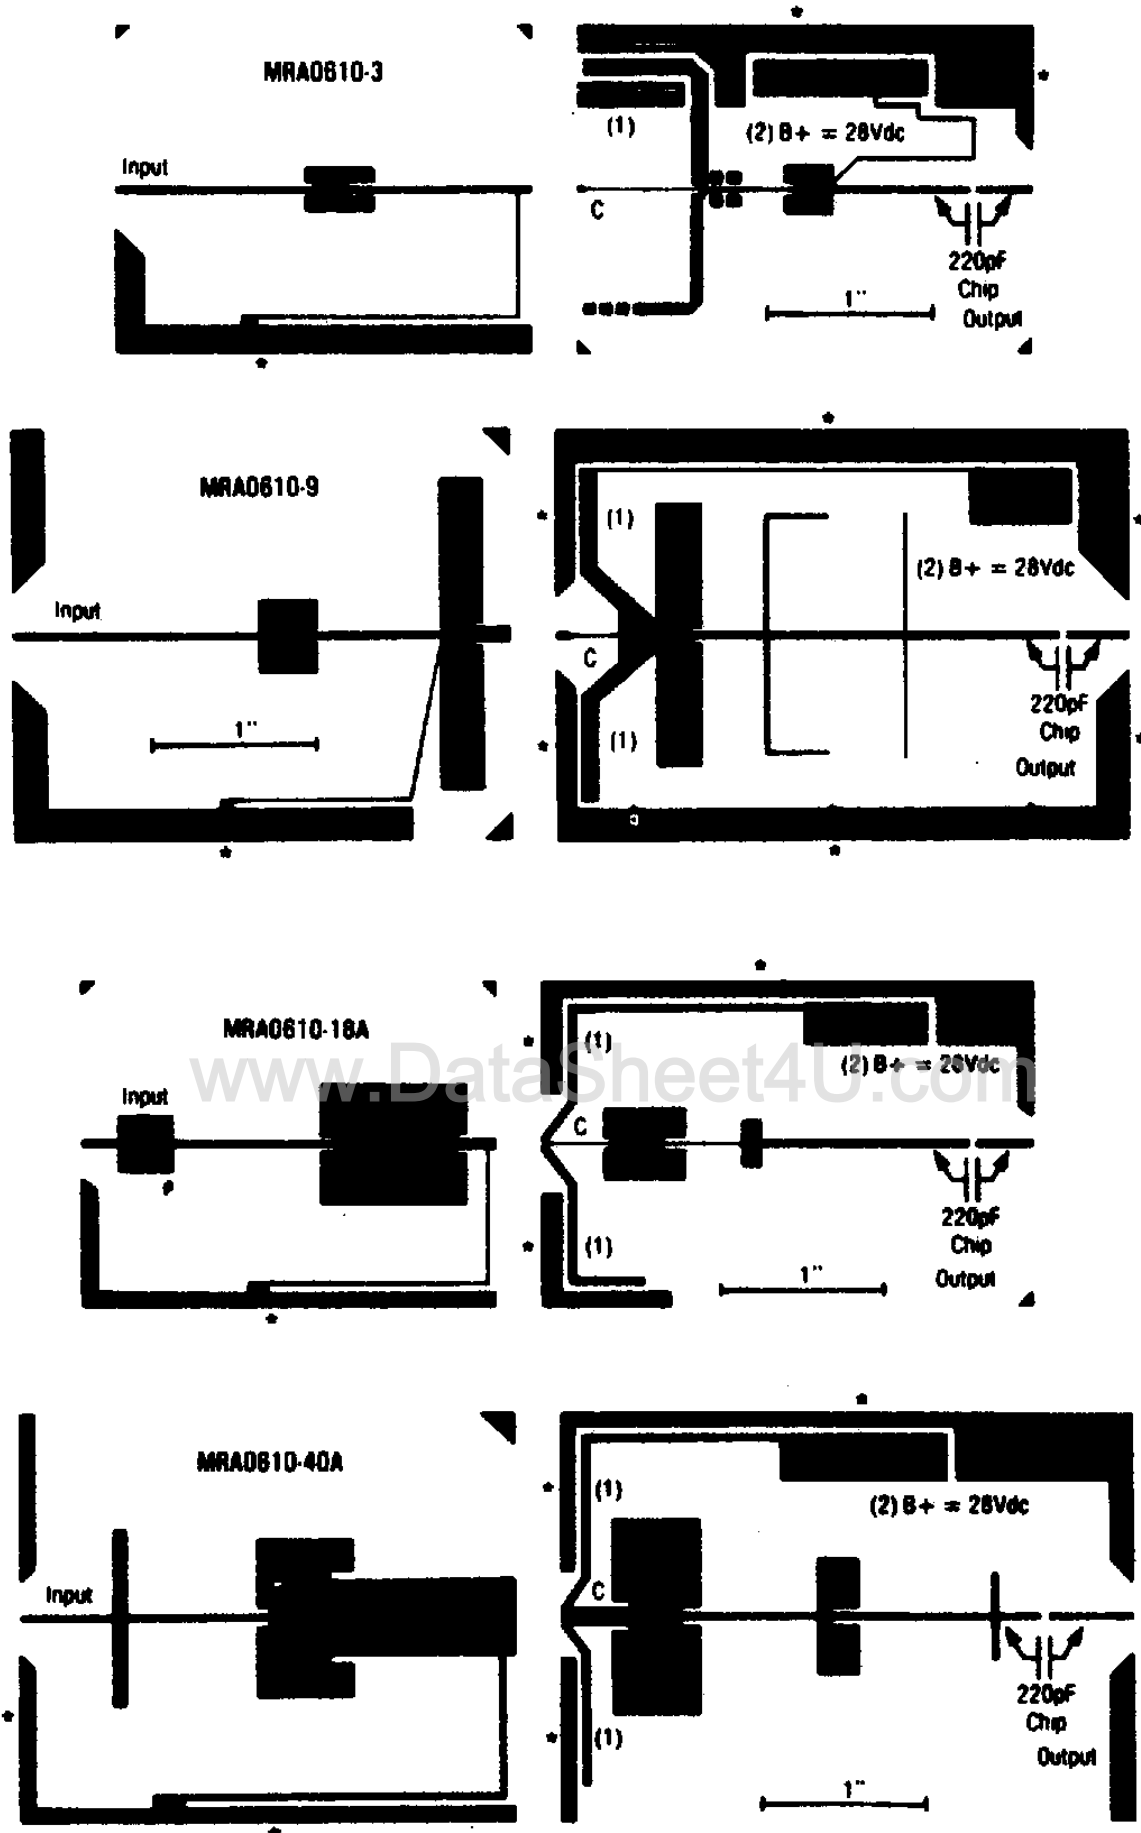 *
MRA0610-3
*
(1)
(2) B+ = 28Vdc
Input
C
220pF
Chip
1"
Output
*
*
MRA0610-9
*
(1)
*
(2) B+ = 28Vdc
Input
C
220pF
1"
(1)
Chip
*
*
Output
*
*
*
MRA0610-18A
*
(1)
www.DataSheet4U.com
(2) B+ = 28Vdc
Input
C
220pF
*
(1)
Chip
1"
Output
*
*
MRA0610-40A
*
(1)
(2) B+ = 28Vdc
Input
C
220pF
*
*
(1)
Chip
Output
1"
*